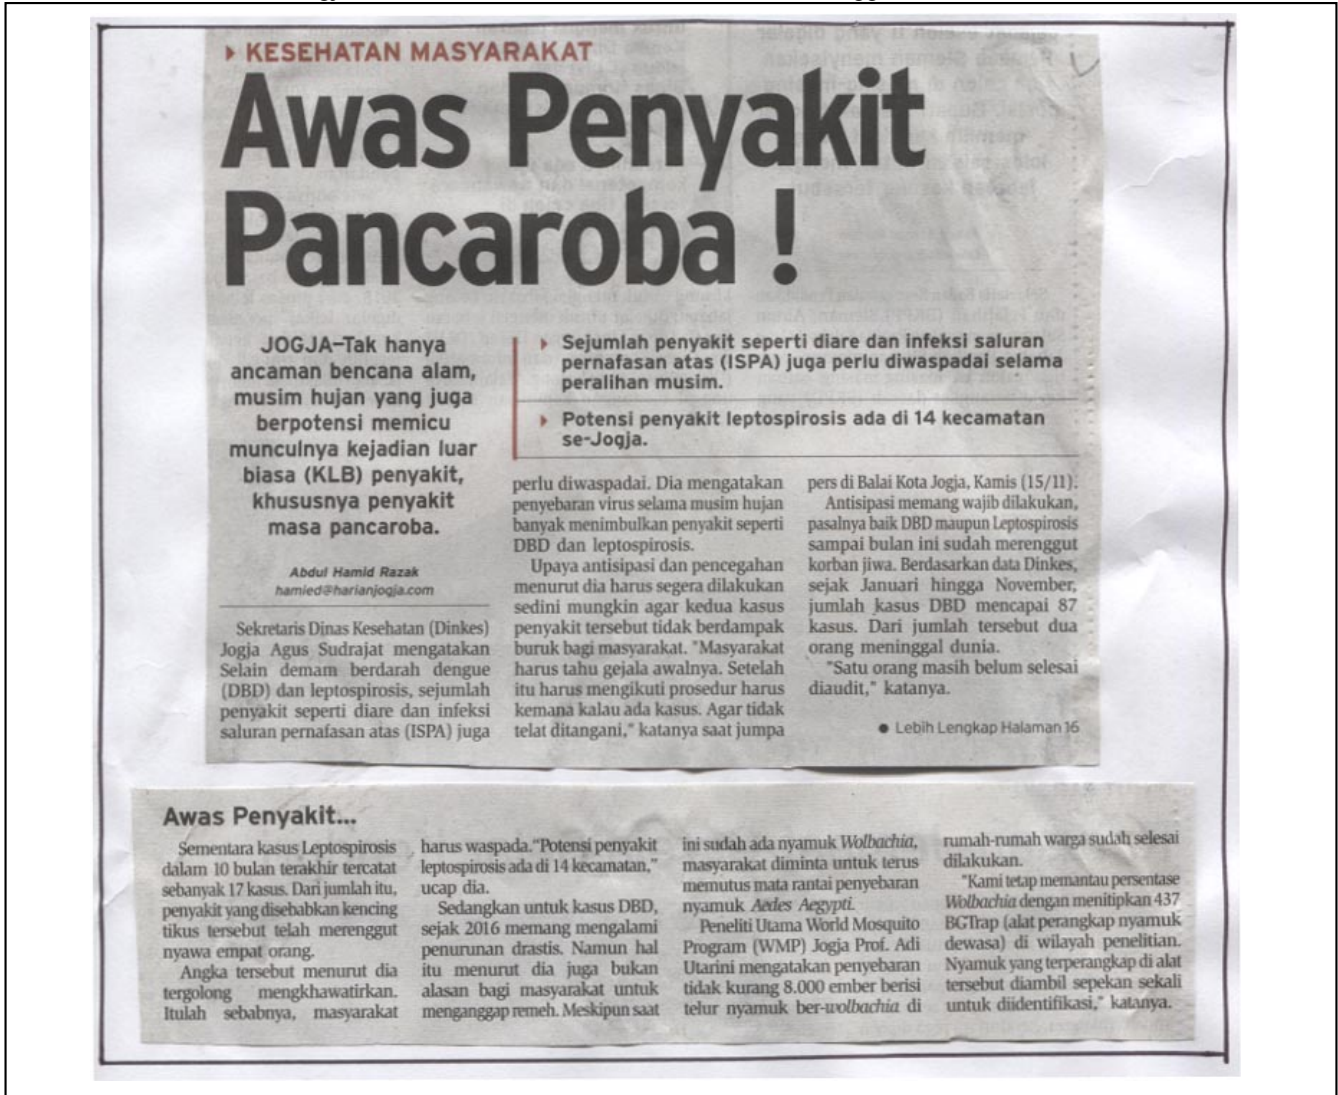 KESEHATAN MASYARAKAT
Awas Penyakit
Pancaroba !
JOGJA–Tak hanya
ancaman bencana alam,
musim hujan yang juga
berpotensi memicu
munculnya kejadian luar
biasa (KLB) penyakit,
khususnya penyakit
masa pancaroba.
Abdul Hamid Razak
hamied@harianjogja.com
Sejumlah penyakit seperti diare dan infeksi saluran
pernafasan atas (ISPA) juga perlu diwaspadai selama
peralihan musim.
Potensi penyakit leptospirosis ada di 14 kecamatan
se-Jogja.
Sekretaris Dinas Kesehatan (Dinkes)
Jogja Agus Sudrajat mengatakan
Selain demam berdarah dengue
(DBD) dan leptospirosis, sejumlah
penyakit seperti diare dan infeksi
saluran pernafasan atas (ISPA) juga
perlu diwaspadai. Dia mengatakan
penyebaran virus selama musim hujan
banyak menimbulkan penyakit seperti
DBD dan leptospirosis.
Upaya antisipasi dan pencegahan
menurut dia harus segera dilakukan
sedini mungkin agar kedua kasus
penyakit tersebut tidak berdampak
buruk bagi masyarakat. "Masyarakat
harus tahu gejala awalnya. Setelah
itu harus mengikuti prosedur harus
kemana kalau ada kasus. Agar tidak
telat ditangani," katanya saat jumpa
pers di Balai Kota Jogja, Kamis (15/11).
Antisipasi memang wajib dilakukan,
pasalnya baik DBD maupun Leptospirosis
sampai bulan ini sudah merenggut
korban jiwa. Berdasarkan data Dinkes,
sejak Januari hingga November,
jumlah kasus DBD mencapai 87
kasus. Dari jumlah tersebut dua
orang meninggal dunia.
"Satu orang masih belum selesai
diaudit," katanya.
● Lebih Lengkap Halaman 16
Awas Penyakit...
Sementara kasus Leptospirosis
dalam 10 bulan terakhir tercatat
sebanyak 17 kasus. Dari jumlah itu,
penyakit yang disebabkan kencing
tikus tersebut telah merenggut
nyawa empat orang.
Angka tersebut menurut dia
tergolong mengkhawatirkan.
Itulah sebabnya, masyarakat
harus waspada. "Potensi penyakit
leptospirosis ada di 14 kecamatan,"
ucap dia.
Sedangkan untuk kasus DBD,
sejak 2016 memang mengalami
penurunan drastis. Namun hal
itu menurut dia juga bukan
alasan bagi masyarakat untuk
menganggap remeh. Meskipun saat
ini sudah ada nyamuk Wolbachia,
masyarakat diminta untuk terus
memutus mata rantai penyebaran
nyamuk Aedes Aegypti.
Peneliti Utama World Mosquito
Program (WMP) Jogja Prof. Adi
Utarini mengatakan penyebaran
tidak kurang 8.000 ember berisi
telur nyamuk ber-wolbachia di
rumah-rumah warga sudah selesai
dilakukan.
"Kami tetap memantau persentase
Wolbachia dengan menitipkan 437
BGTrap (alat perangkap nyamuk
dewasa) di wilayah penelitian.
Nyamuk yang terperangkap di alat
tersebut diambil sepekan sekali
untuk diidentifikasi," katanya.